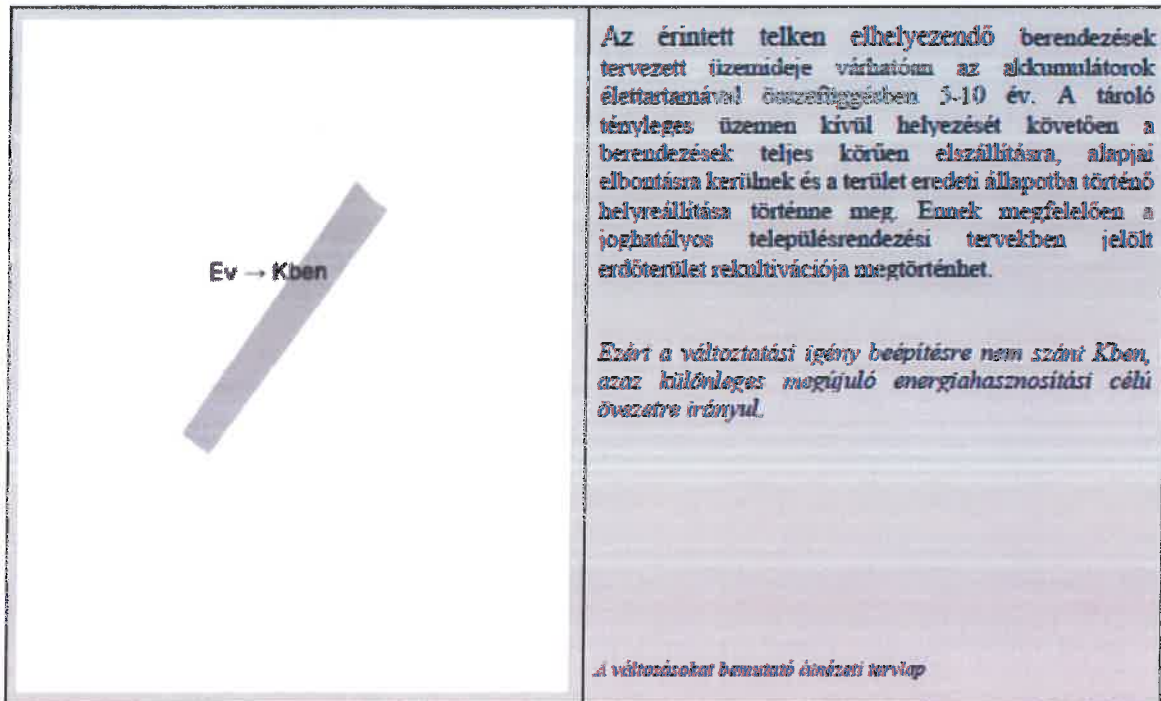 Ev → Kben
Az érintett telken elhelyezendő berendezések
tervezett üzemideje várhatóan az akkumulátorok
élettartamával összefüggésben 5-10 év. A tároló
tényleges üzemen kívül helyezését követően a
berendezések teljes körűen elszállításra, alapjai
elbontásra kerülnek és a terület eredeti állapotba történő
helyreállítása történne meg. Ennek megfelelően a
joghatályos településrendezési tervekben jelölt
erdőterület rekultivációja megtörténhet.
Ezért a változtatási igény beépítésre nem szánt Kben,
azaz különleges megújuló energiahasznosítási célú
övezetre irányul.
A változásokat bemutató átnézeti tervlap